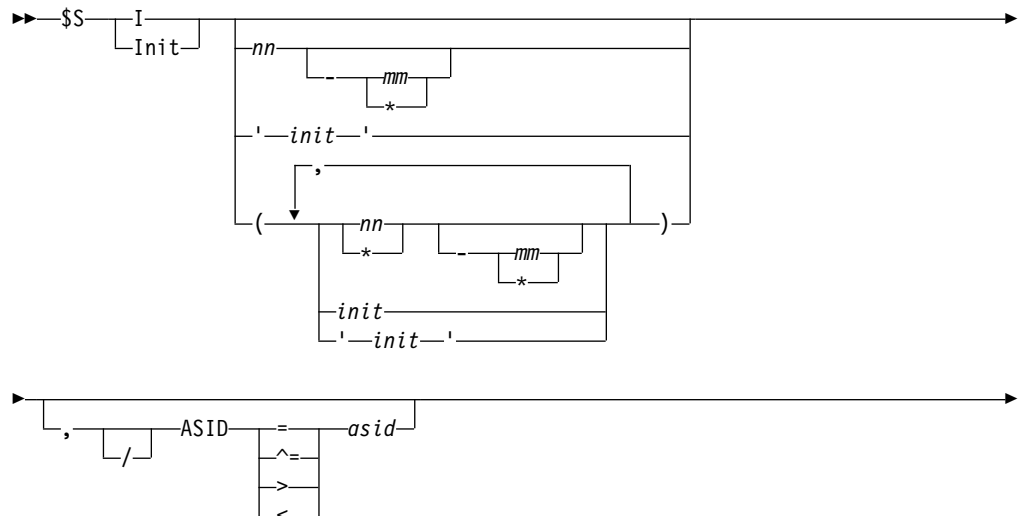 $S I
Init
nn
- mm
*
' init '
,
( nn - mm )
* *
init
' init '
, / ASID = asid
^=
>
<